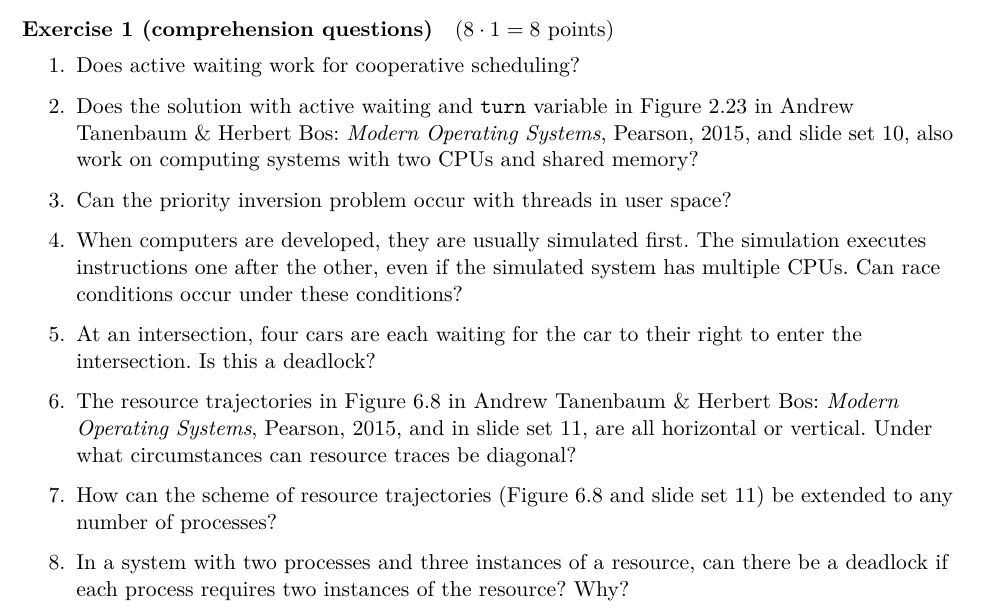 Exercise 1 (comprehension questions) (8 · 1 = 8 points)
1. Does active waiting work for cooperative scheduling?
2. Does the solution with active waiting and turn variable in Figure 2.23 in Andrew
Tanenbaum & Herbert Bos: Modern Operating Systems, Pearson, 2015, and slide set 10, also
work on computing systems with two CPUs and shared memory?
3. Can the priority inversion problem occur with threads in user space?
4. When computers are developed, they are usually simulated first. The simulation executes
instructions one after the other, even if the simulated system has multiple CPUs. Can race
conditions occur under these conditions?
5. At an intersection, four cars are each waiting for the car to their right to enter the
intersection. Is this a deadlock?
6. The resource trajectories in Figure 6.8 in Andrew Tanenbaum & Herbert Bos: Modern
Operating Systems, Pearson, 2015, and in slide set 11, are all horizontal or vertical. Under
what circumstances can resource traces be diagonal?
7. How can the scheme of resource trajectories (Figure 6.8 and slide set 11) be extended to any
number of processes?
8. In a system with two processes and three instances of a resource, can there be a deadlock if
each process requires two instances of the resource? Why?